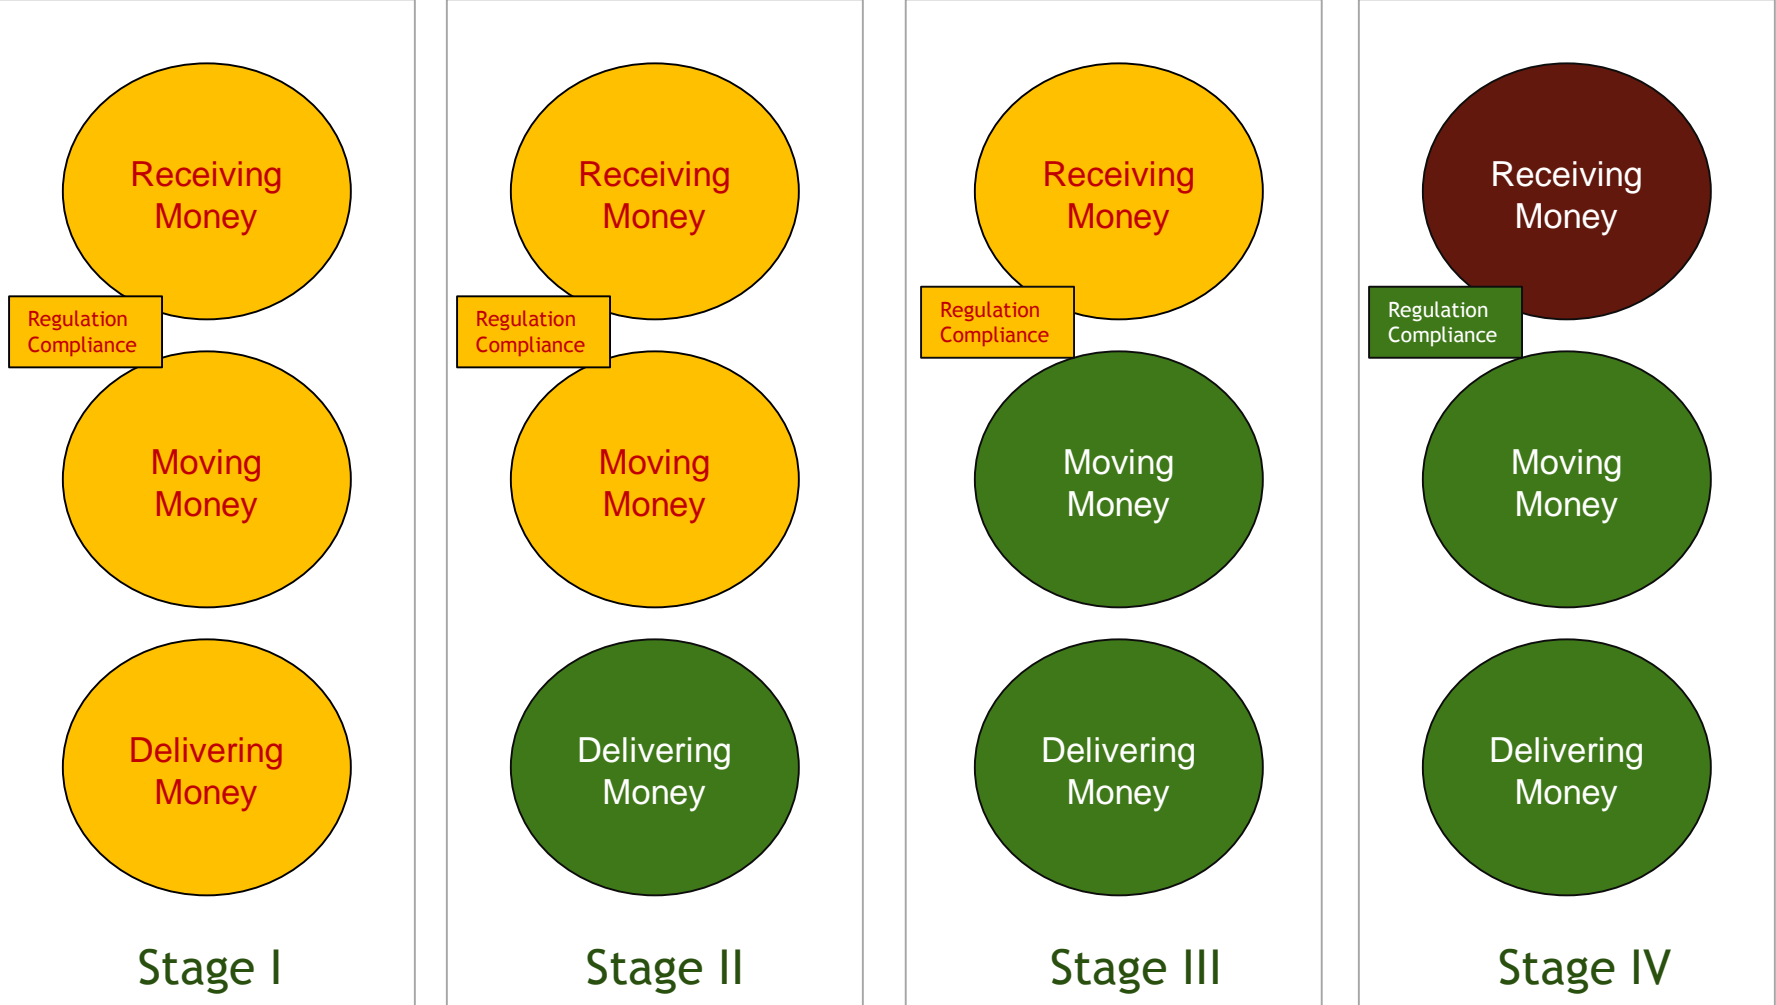 Receiving
Money
Regulation
Compliance
Moving
Money
Delivering
Money
Stage I
Receiving
Money
Regulation
Compliance
Moving
Money
Delivering
Money
Stage II
Receiving
Money
Regulation
Compliance
Moving
Money
Delivering
Money
Stage III
Receiving
Money
Regulation
Compliance
Moving
Money
Delivering
Money
Stage IV